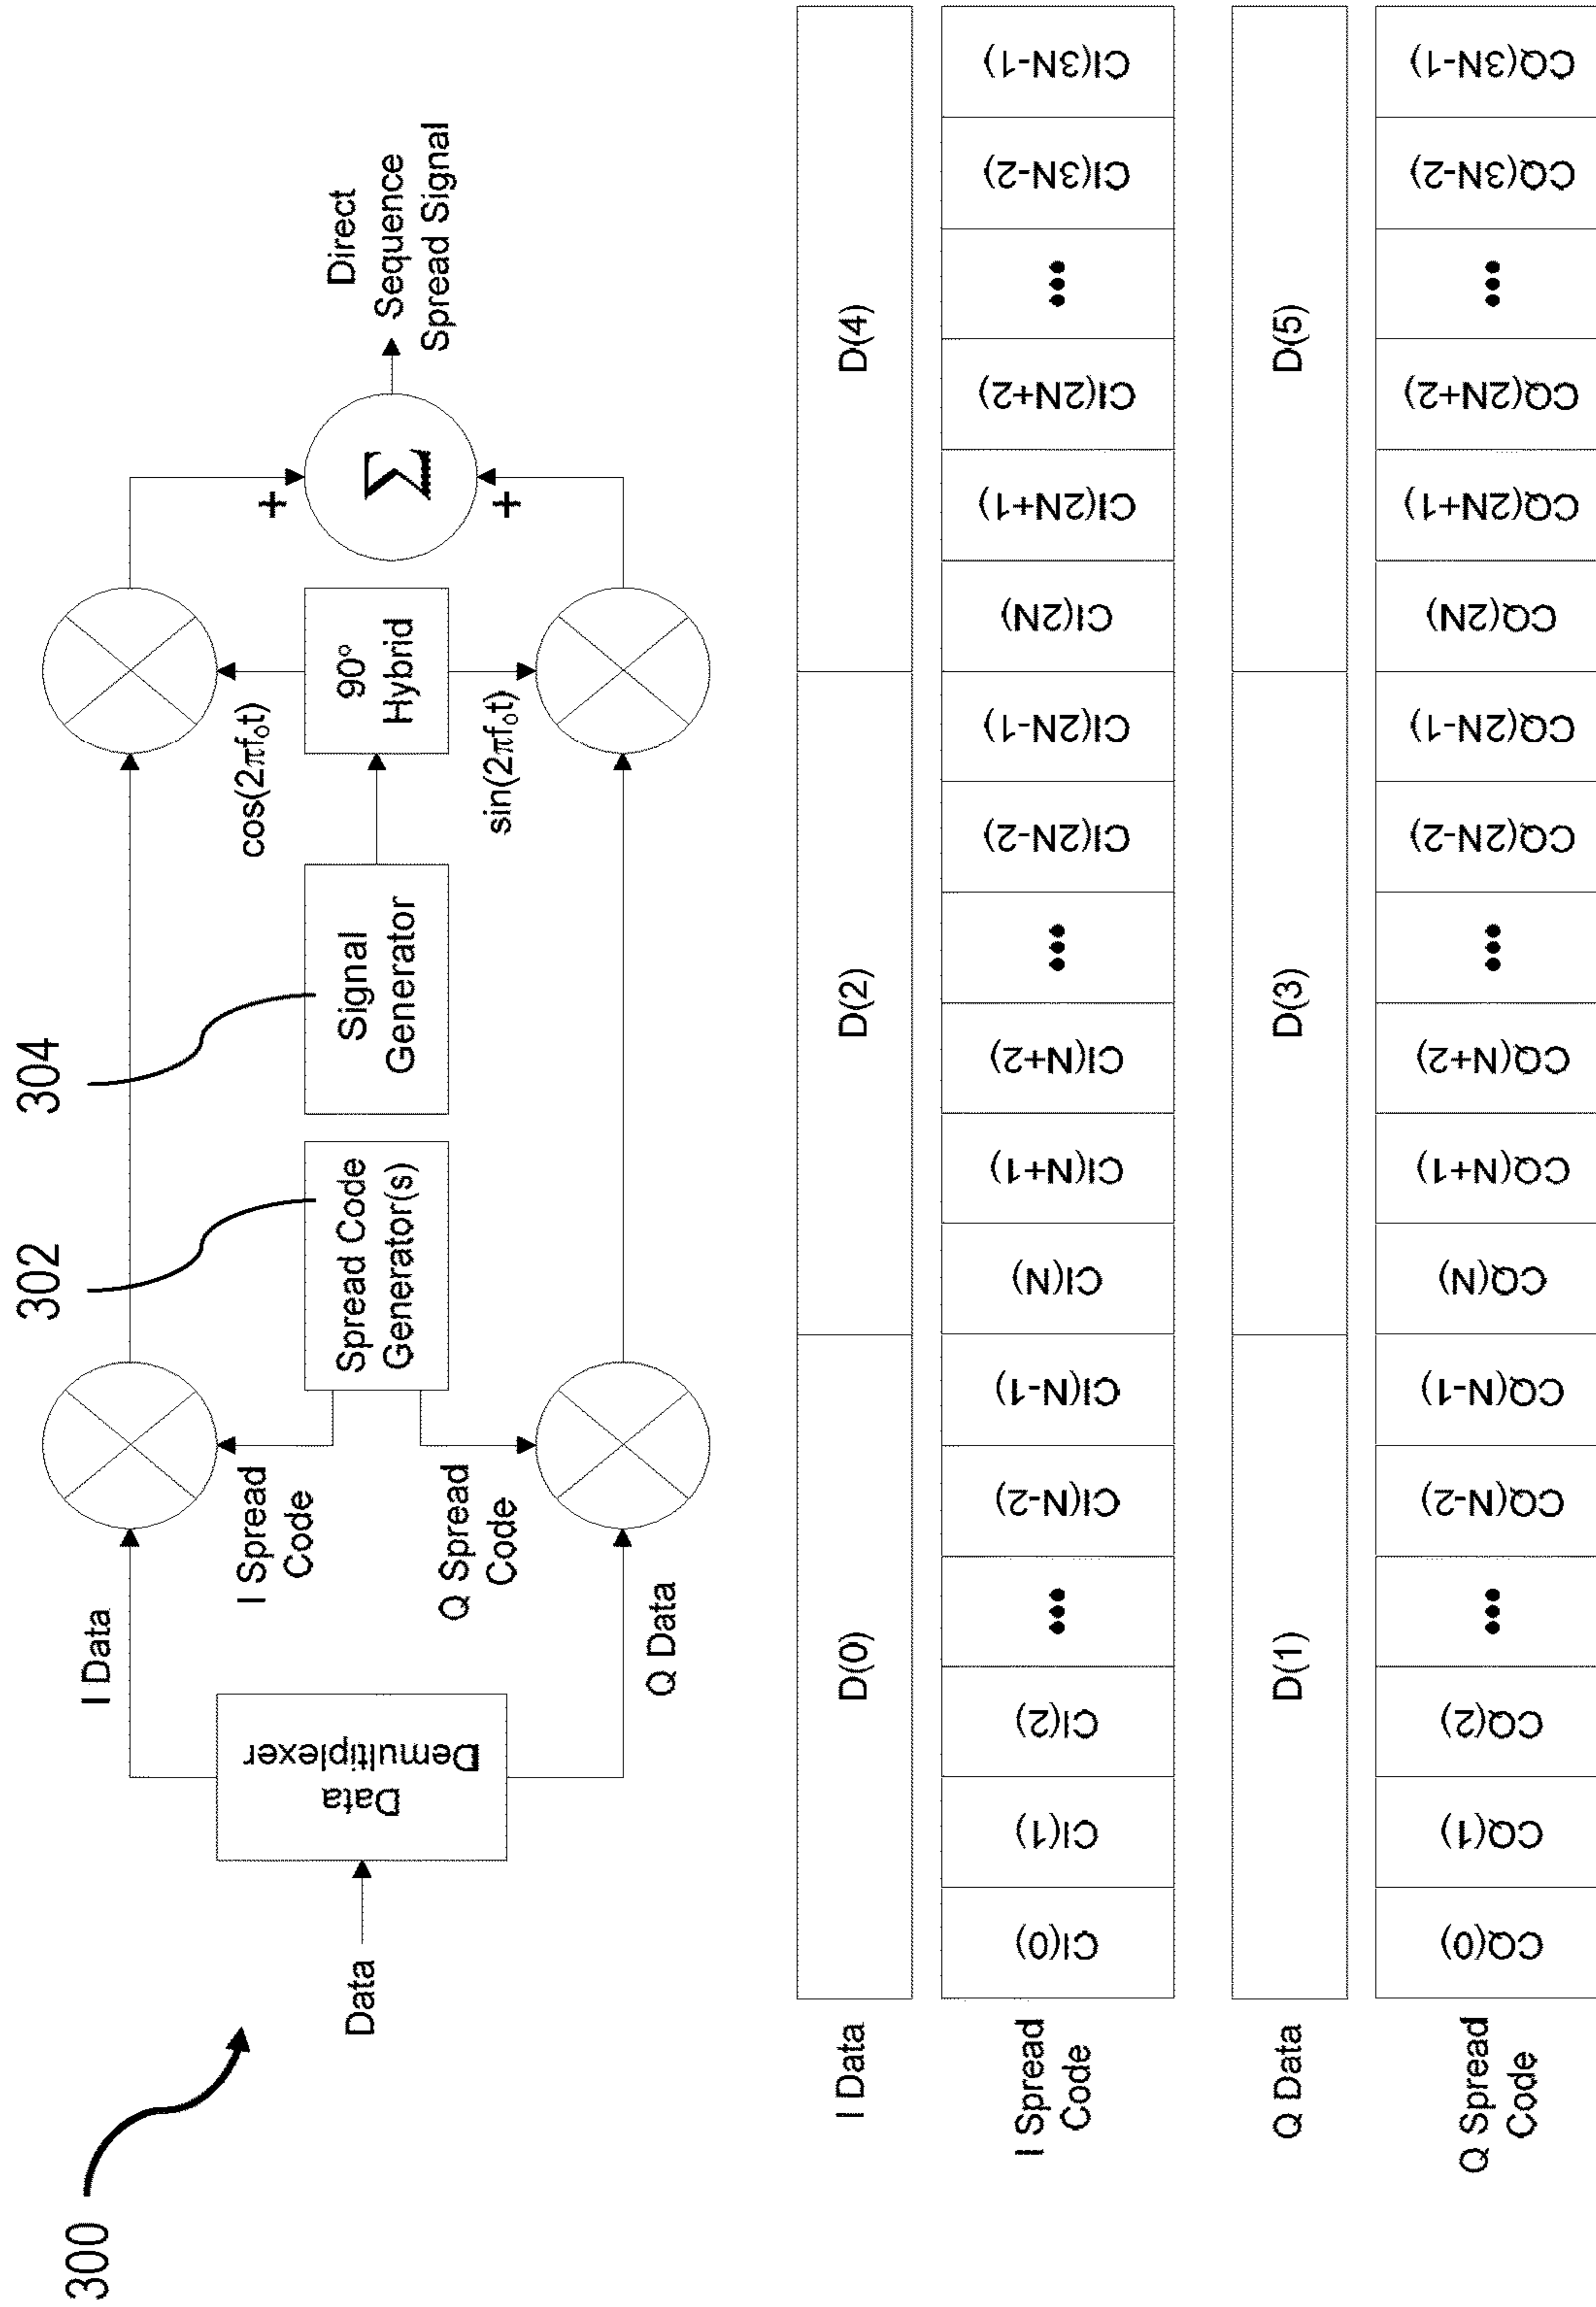 300
302
304
Data
Data
Demultiplexer
I Data
Q Data
I Spread
Code
Q Spread
Code
Spread Code
Generator(s)
Signal
Generator
cos(2πf₀t)
sin(2πf₀t)
90°
Hybrid
+
Σ
+
Direct
Sequence
Spread Signal
I Data
D(0)
D(2)
D(4)
I Spread
Code
CI(0)
CI(1)
CI(2)
•••
CI(N-2)
CI(N-1)
CI(N)
CI(N+1)
CI(N+2)
•••
CI(2N-2)
CI(2N-1)
CI(2N)
CI(2N+1)
CI(2N+2)
•••
CI(3N-2)
CI(3N-1)
Q Data
D(1)
D(3)
D(5)
Q Spread
Code
CQ(0)
CQ(1)
CQ(2)
•••
CQ(N-2)
CQ(N-1)
CQ(N)
CQ(N+1)
CQ(N+2)
•••
CQ(2N-2)
CQ(2N-1)
CQ(2N)
CQ(2N+1)
CQ(2N+2)
•••
CQ(3N-2)
CQ(3N-1)